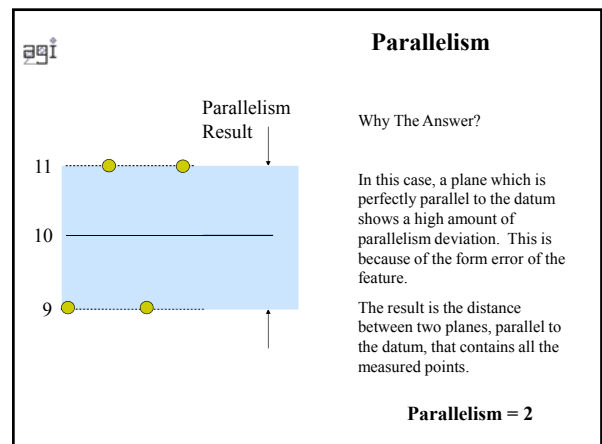 agi
Parallelism
Parallelism
Result
11
10
9
Why The Answer?
In this case, a plane which is
perfectly parallel to the datum
shows a high amount of
parallelism deviation.  This is
because of the form error of the
feature.
The result is the distance
between two planes, parallel to
the datum, that contains all the
measured points.
Parallelism = 2